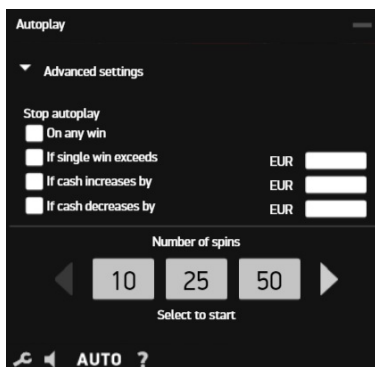 Autoplay
Advanced settings
Stop autoplay
On any win
If single win exceeds EUR
If cash increases by EUR
If cash decreases by EUR
Number of spins
10 25 50
Select to start
AUTO ?